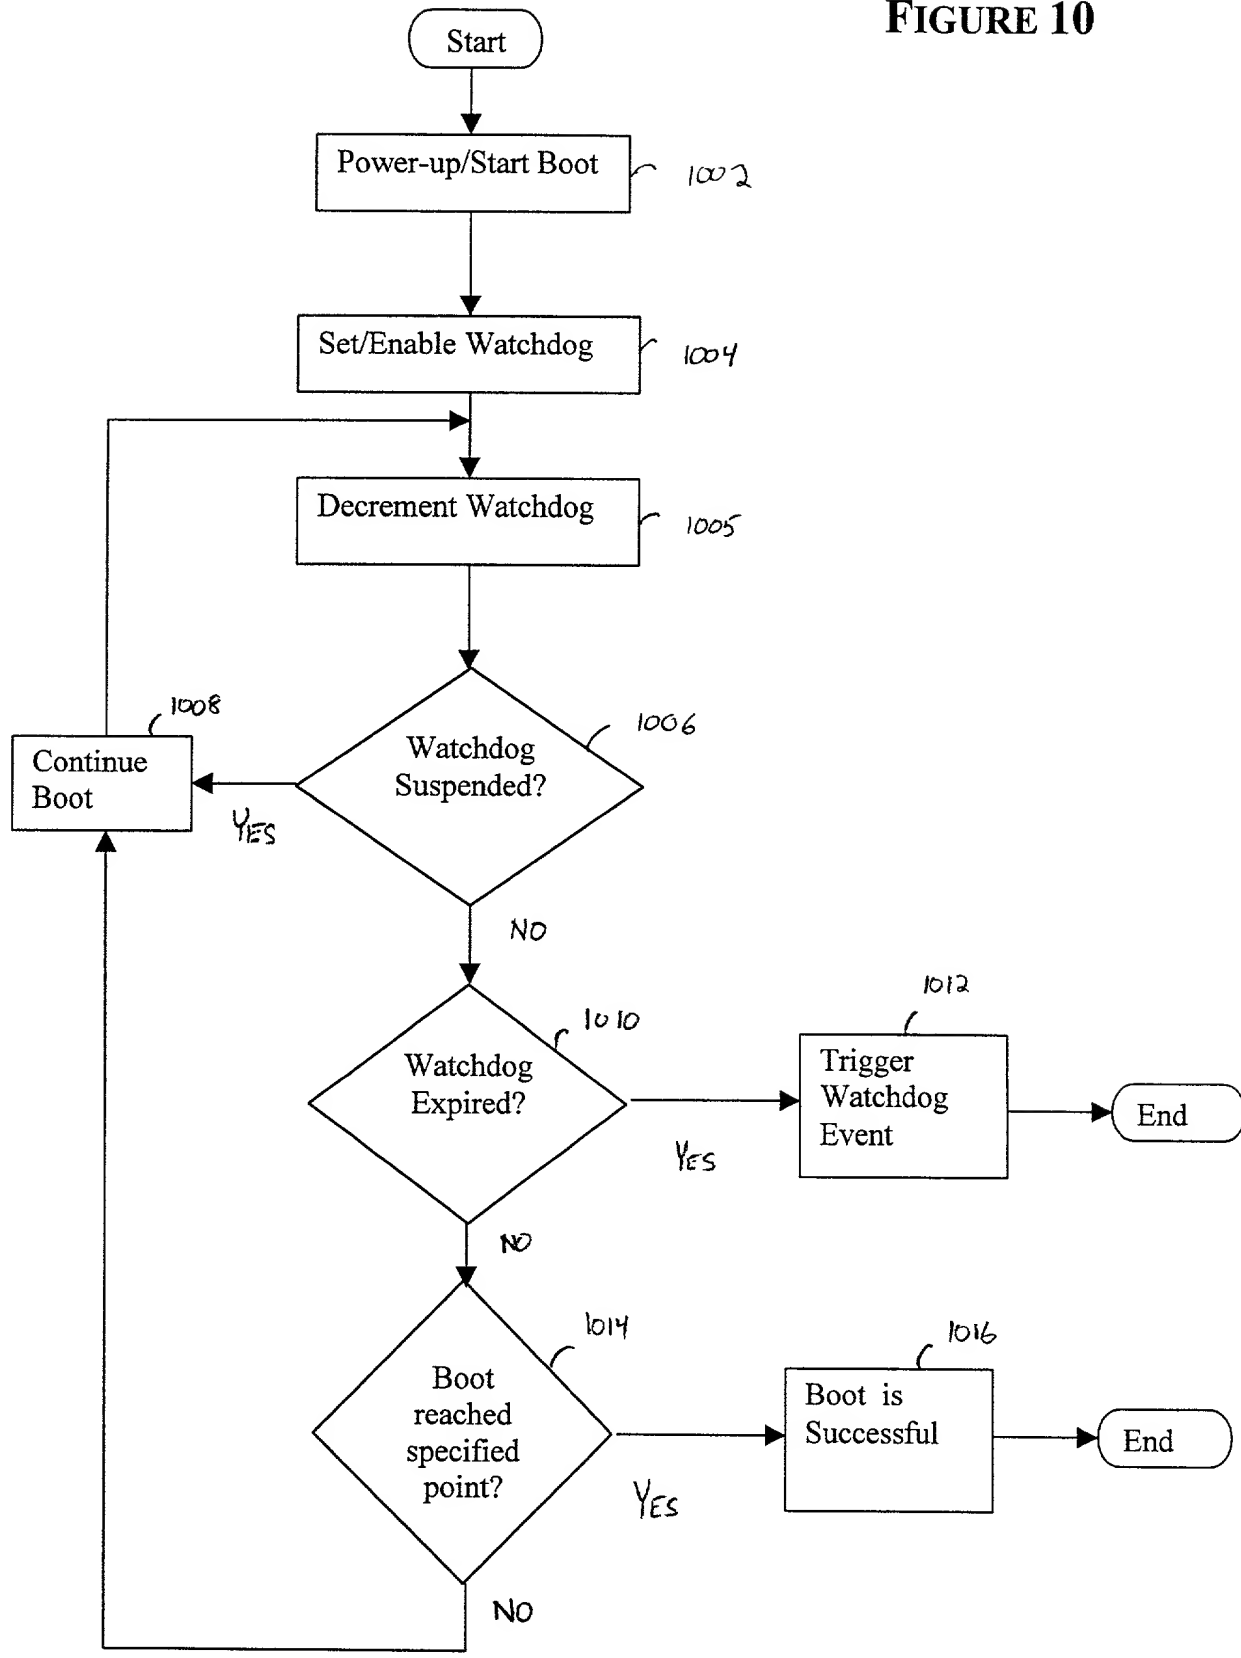 FIGURE 10
Start
Power-up/Start Boot
1002
Set/Enable Watchdog
1004
Decrement Watchdog
1005
1008
Continue
Boot
1006
Watchdog
Suspended?
YES
NO
1010
Watchdog
Expired?
YES
1012
Trigger
Watchdog
Event
End
NO
1014
Boot
reached
specified
point?
YES
1016
Boot is
Successful
End
NO